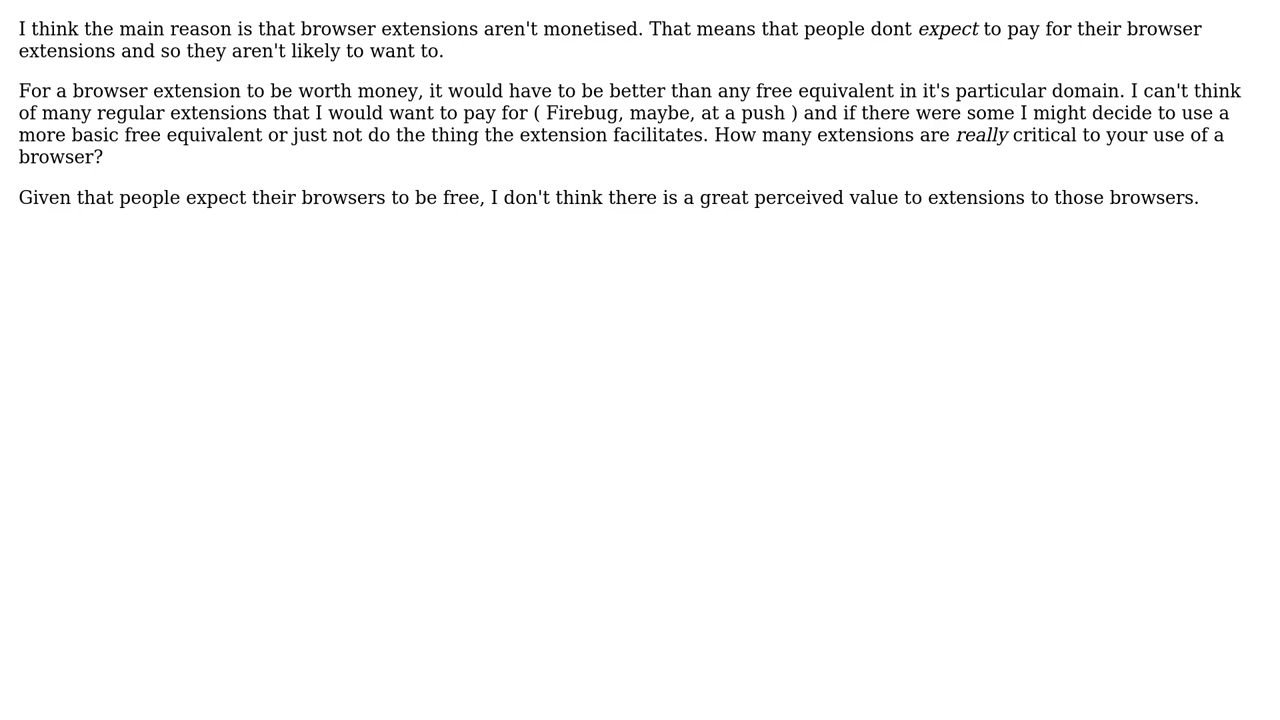 I think the main reason is that browser extensions aren't monetised. That means that people dont expect to pay for their browser
extensions and so they aren't likely to want to.
For a browser extension to be worth money, it would have to be better than any free equivalent in it's particular domain. I can't think
of many regular extensions that I would want to pay for ( Firebug, maybe, at a push ) and if there were some I might decide to use a
more basic free equivalent or just not do the thing the extension facilitates. How many extensions are really critical to your use of a
browser?
Given that people expect their browsers to be free, I don't think there is a great perceived value to extensions to those browsers.